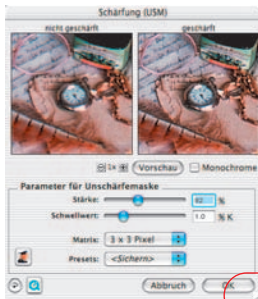 Schärfung (USM)
nicht geschärft geschärft
1x Vorschau Monochrome
Parameter für Unschärfemaske
Stärke: %
Schwellwert: 1.0 % K
Matrix: 3 x 3 Pixel
Presets: <Sichern>
Abbruch OK